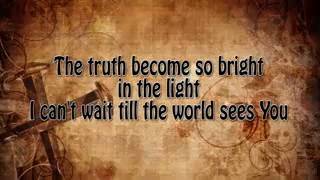 The truth become so bright
in the light
I can't wait till the world sees You